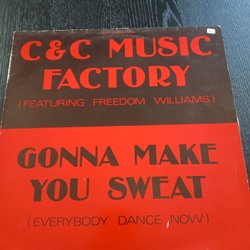 C&C MUSIC
FACTORY
(FEATURING FREEDOM WILLIAMS)
GONNA MAKE
YOU SWEAT
(EVERYBODY DANCE NOW)